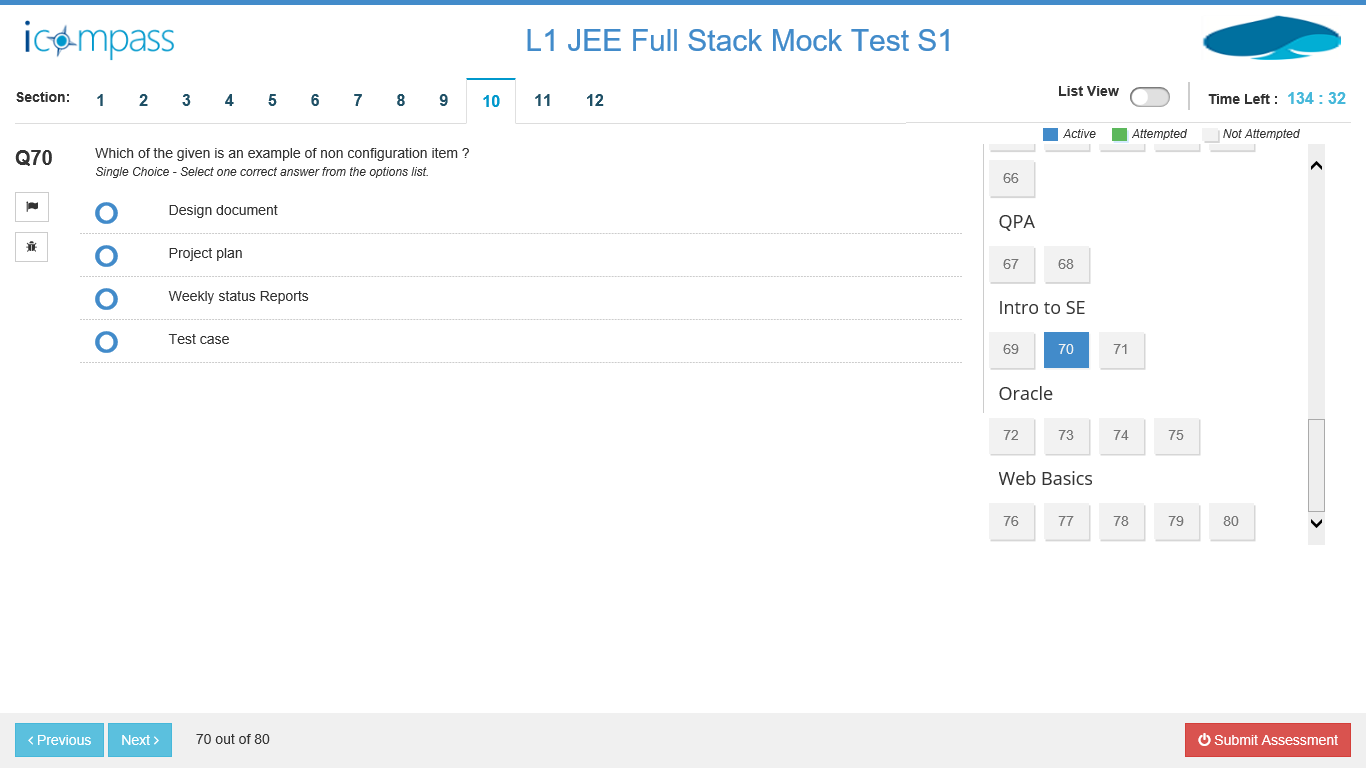 icompass
L1 JEE Full Stack Mock Test S1
Section: 1 2 3 4 5 6 7 8 9 10 11 12
List View
Time Left : 134 : 32
Active Attempted Not Attempted
Q70
Which of the given is an example of non configuration item ?
Single Choice - Select one correct answer from the options list.
Design document
Project plan
Weekly status Reports
Test case
66
QPA
67 68
Intro to SE
69 70 71
Oracle
72 73 74 75
Web Basics
76 77 78 79 80
Previous Next 70 out of 80 Submit Assessment